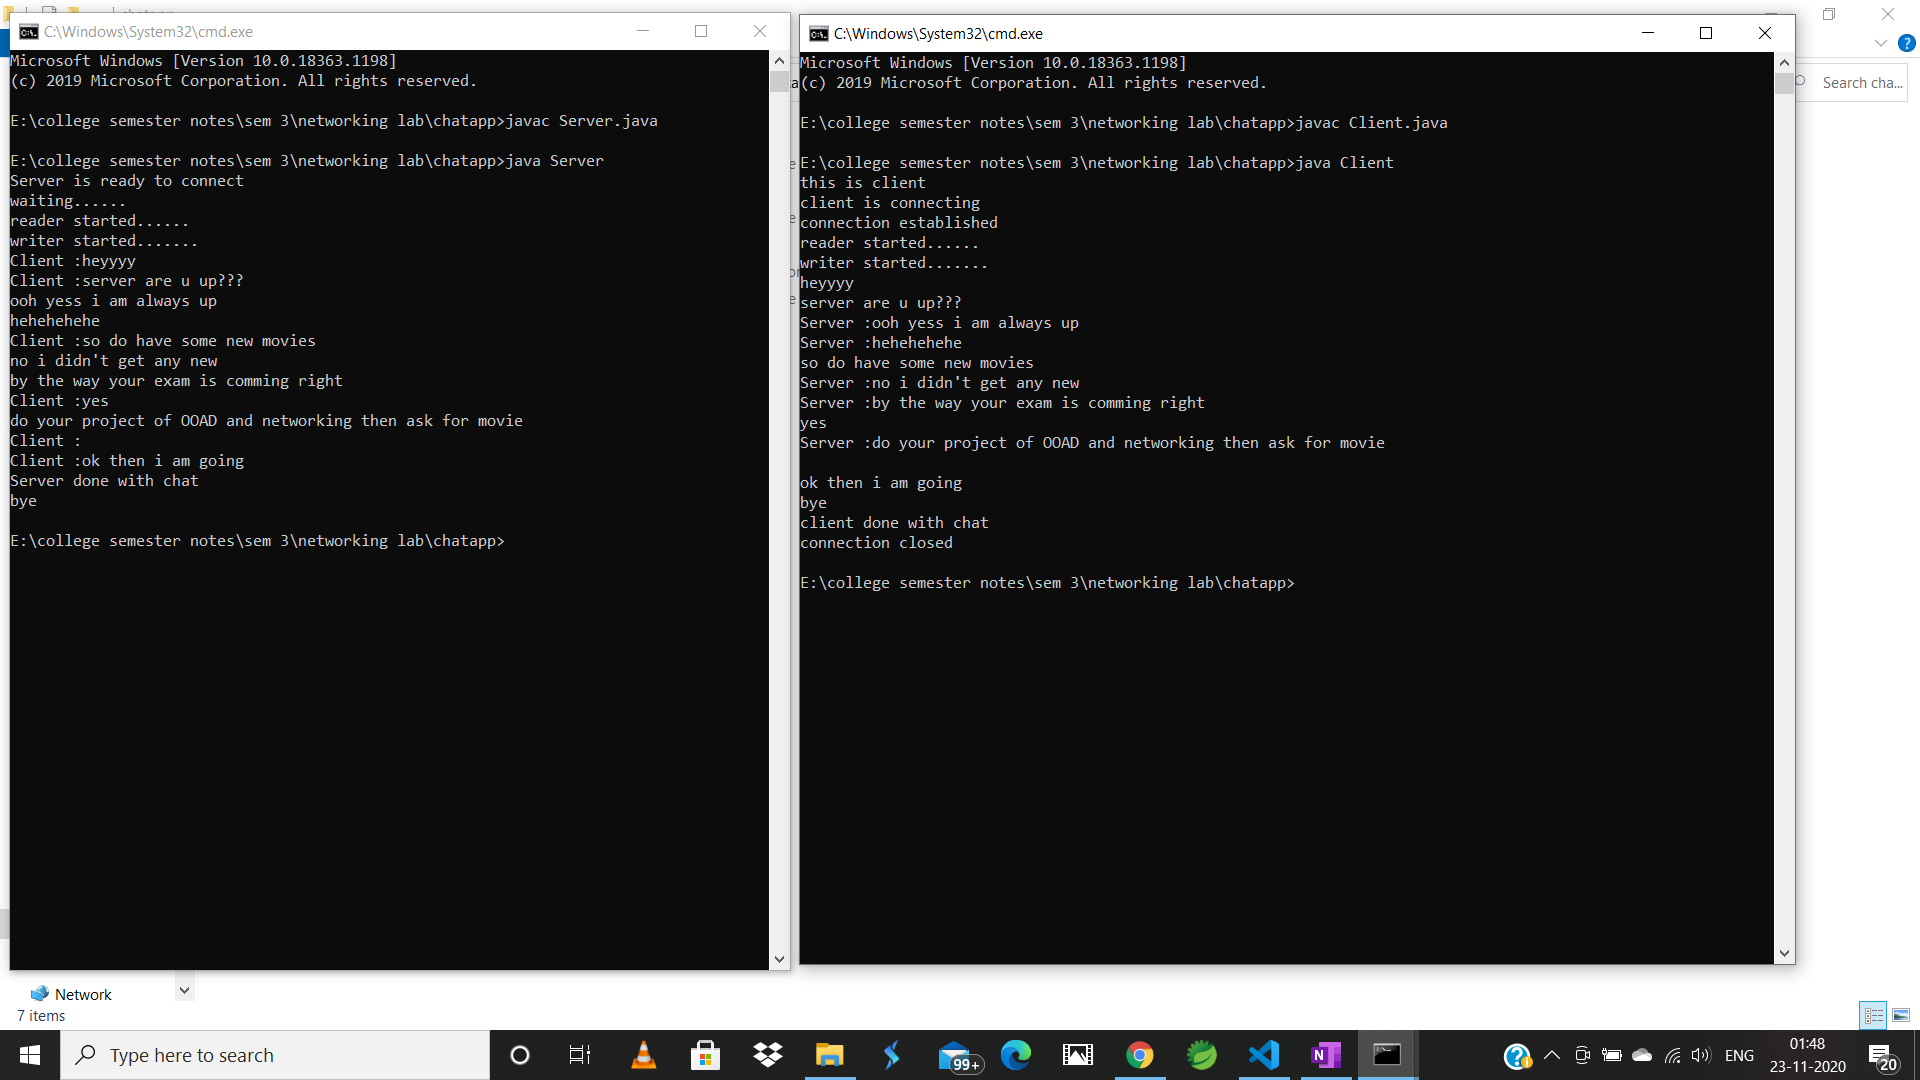 C:\Windows\System32\cmd.exe
Microsoft Windows [Version 10.0.18363.1198]
(c) 2019 Microsoft Corporation. All rights reserved.
E:\college semester notes\sem 3\networking lab\chatapp>javac Server.java
E:\college semester notes\sem 3\networking lab\chatapp>java Server
Server is ready to connect
waiting......
reader started......
writer started.......
Client :heyyyy
Client :server are u up???
ooh yess i am always up
hehehehehe
Client :so do have some new movies
no i didn't get any new
by the way your exam is comming right
Client :yes
do your project of OOAD and networking then ask for movie
Client :
Client :ok then i am going
Server done with chat
bye
E:\college semester notes\sem 3\networking lab\chatapp>
C:\Windows\System32\cmd.exe
Microsoft Windows [Version 10.0.18363.1198]
(c) 2019 Microsoft Corporation. All rights reserved.
E:\college semester notes\sem 3\networking lab\chatapp>javac Client.java
E:\college semester notes\sem 3\networking lab\chatapp>java Client
this is client
client is connecting
connection established
reader started......
writer started.......
heyyyy
server are u up???
Server :ooh yess i am always up
Server :hehehehehe
so do have some new movies
Server :no i didn't get any new
Server :by the way your exam is comming right
yes
Server :do your project of OOAD and networking then ask for movie
ok then i am going
bye
client done with chat
connection closed
E:\college semester notes\sem 3\networking lab\chatapp>
Search cha...
Network
7 items
Type here to search
99+
ENG
01:48
23-11-2020
20